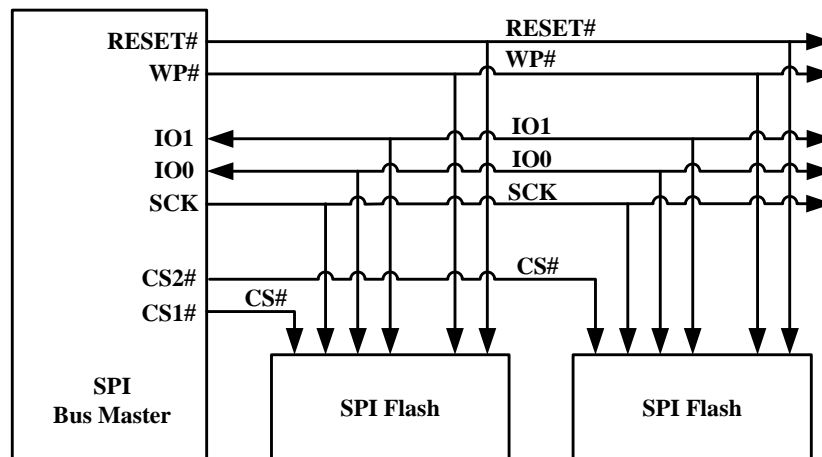 RESET#
RESET#
WP#
WP#
IO1
IO1
IO0
IO0
SCK
SCK
CS2#
CS#
CS1#
CS#
SPI
Bus Master
SPI Flash
SPI Flash